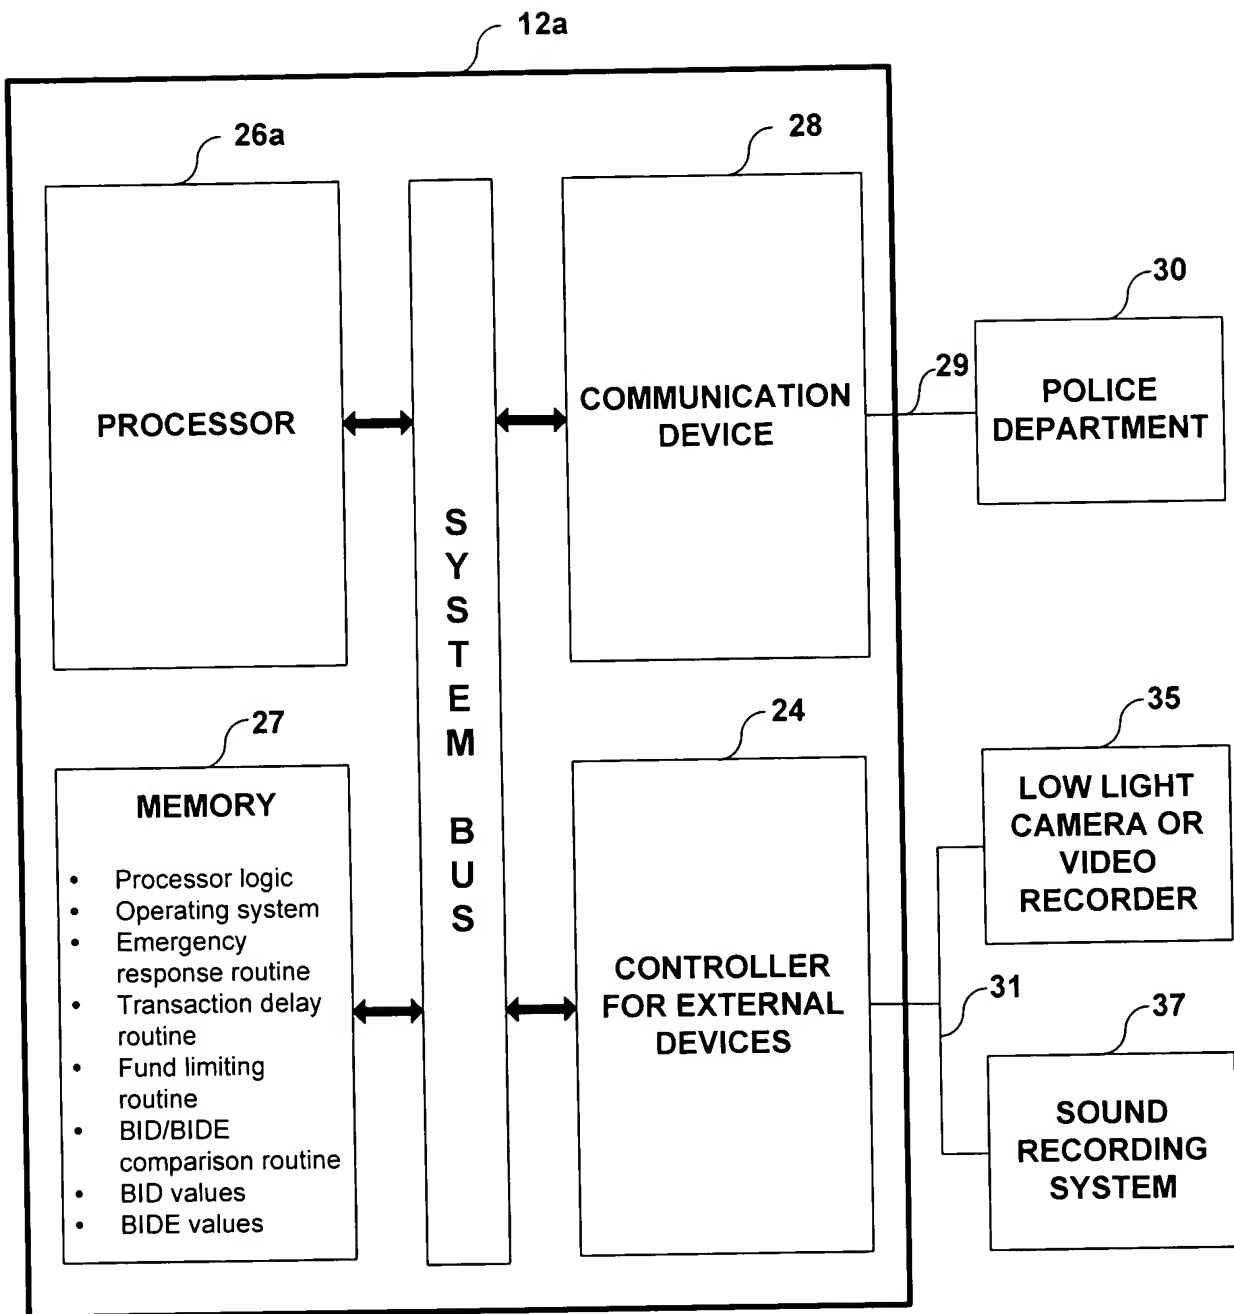 12a
26a
28
PROCESSOR
SYSTEM BUS
COMMUNICATION
DEVICE
29
30
POLICE
DEPARTMENT
27
MEMORY
• Processor logic
• Operating system
• Emergency
response routine
• Transaction delay
routine
• Fund limiting
routine
• BID/BIDE
comparison routine
• BID values
• BIDE values
24
CONTROLLER
FOR EXTERNAL
DEVICES
31
35
LOW LIGHT
CAMERA OR
VIDEO
RECORDER
37
SOUND
RECORDING
SYSTEM